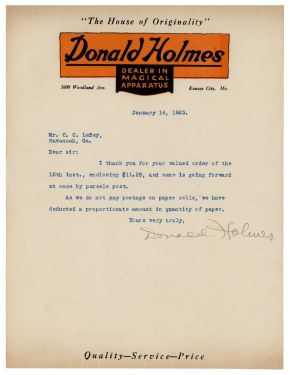 "The House of Originality"
Donald Holmes
DEALER IN
MAGICAL
APPARATUS
3600 Woodland Ave.
Kansas City, Mo.
January 16, 1923.
Mr. C. C. LeRoy,
Savannah, Ga.
Dear sir:
I thank you for your valued order of the
12th inst., enclosing $11.25, and same is going forward
at once by parcels post.
As we do not pay postage on paper rolls, we have
deducted a proportionate amount in quantity of paper.
Yours very truly,
Donald Holmes
Quality—Service—Price